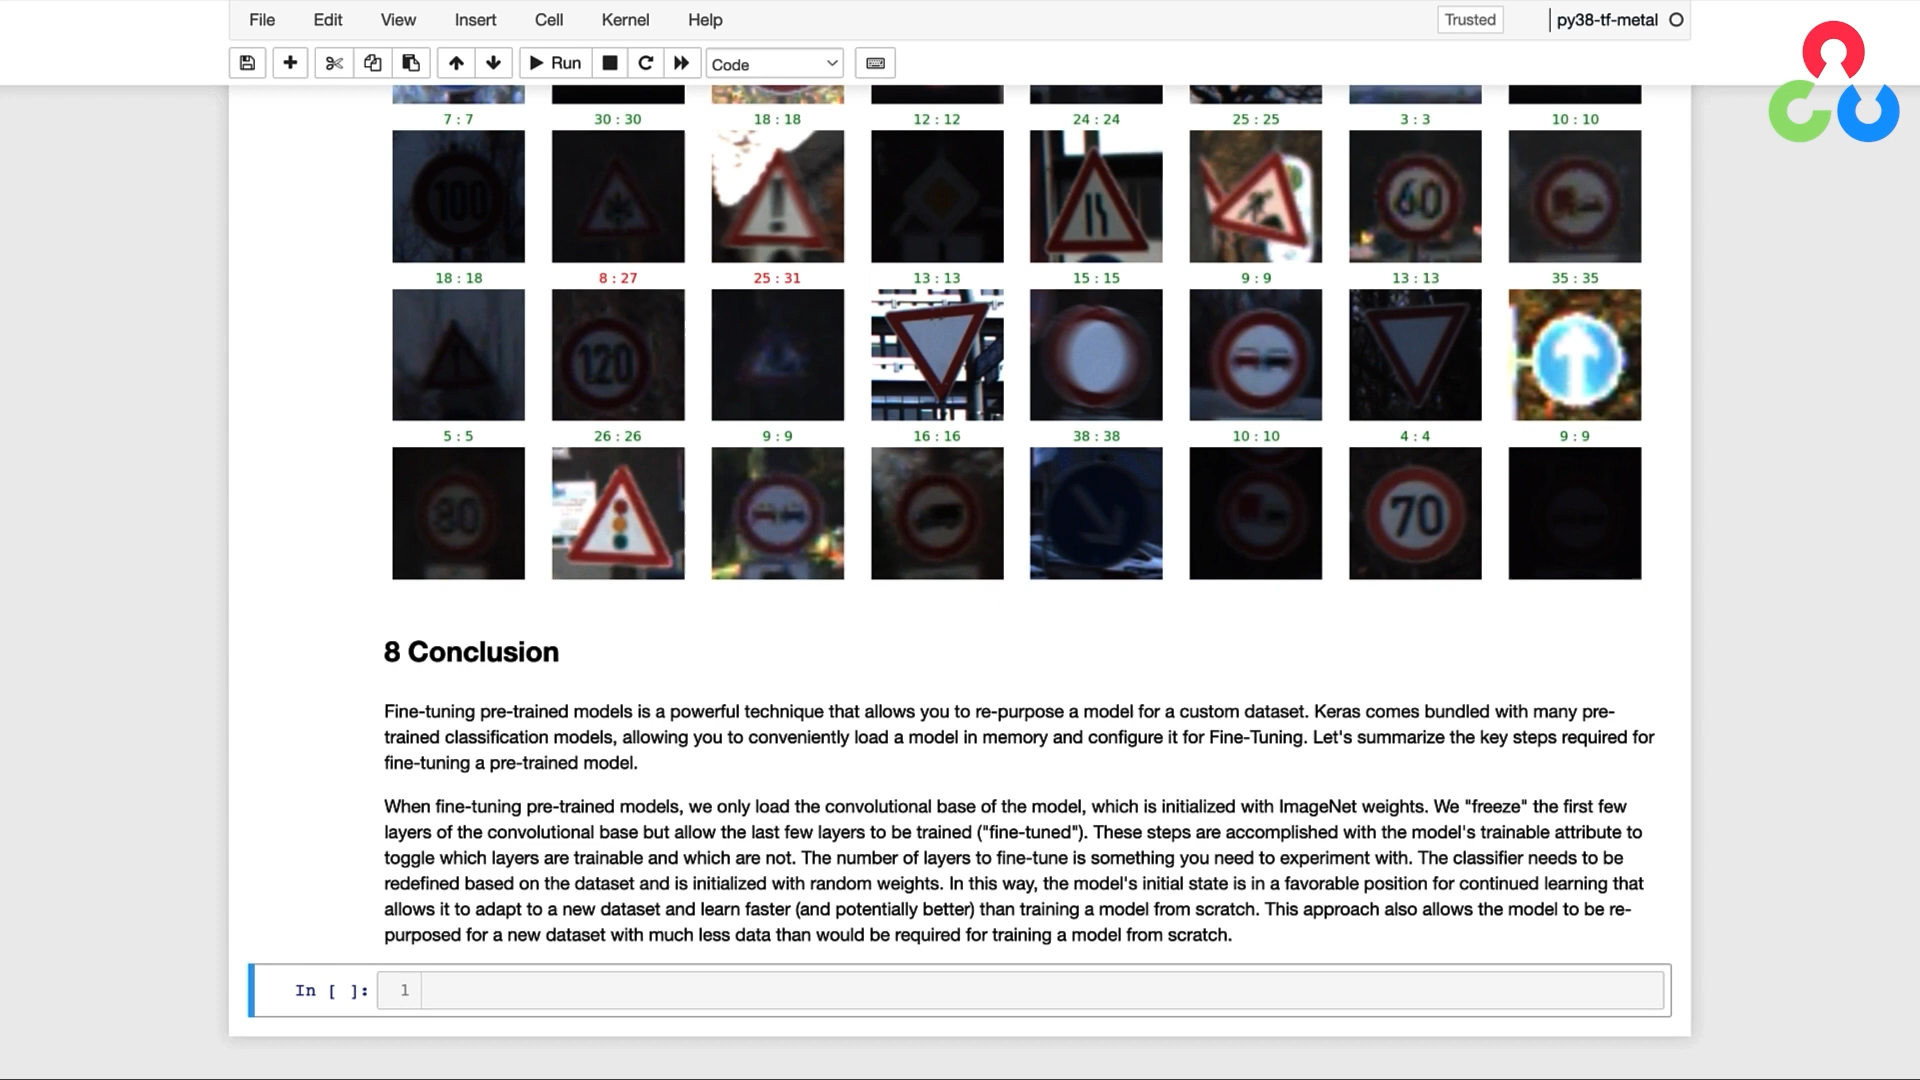 File Edit View Insert Cell Kernel Help Trusted py38-tf-metal
Run Code
7 : 7 30 : 30 18 : 18 12 : 12 24 : 24 25 : 25 3 : 3 10 : 10
100 60
18 : 18 8 : 27 25 : 31 13 : 13 15 : 15 9 : 9 13 : 13 35 : 35
120
5 : 5 26 : 26 9 : 9 16 : 16 38 : 38 10 : 10 4 : 4 9 : 9
80 70
8 Conclusion
Fine-tuning pre-trained models is a powerful technique that allows you to re-purpose a model for a custom dataset. Keras comes bundled with many pre-
trained classification models, allowing you to conveniently load a model in memory and configure it for Fine-Tuning. Let's summarize the key steps required for
fine-tuning a pre-trained model.
When fine-tuning pre-trained models, we only load the convolutional base of the model, which is initialized with ImageNet weights. We "freeze" the first few
layers of the convolutional base but allow the last few layers to be trained ("fine-tuned"). These steps are accomplished with the model's trainable attribute to
toggle which layers are trainable and which are not. The number of layers to fine-tune is something you need to experiment with. The classifier needs to be
redefined based on the dataset and is initialized with random weights. In this way, the model's initial state is in a favorable position for continued learning that
allows it to adapt to a new dataset and learn faster (and potentially better) than training a model from scratch. This approach also allows the model to be re-
purposed for a new dataset with much less data than would be required for training a model from scratch.
In [ ]: 1